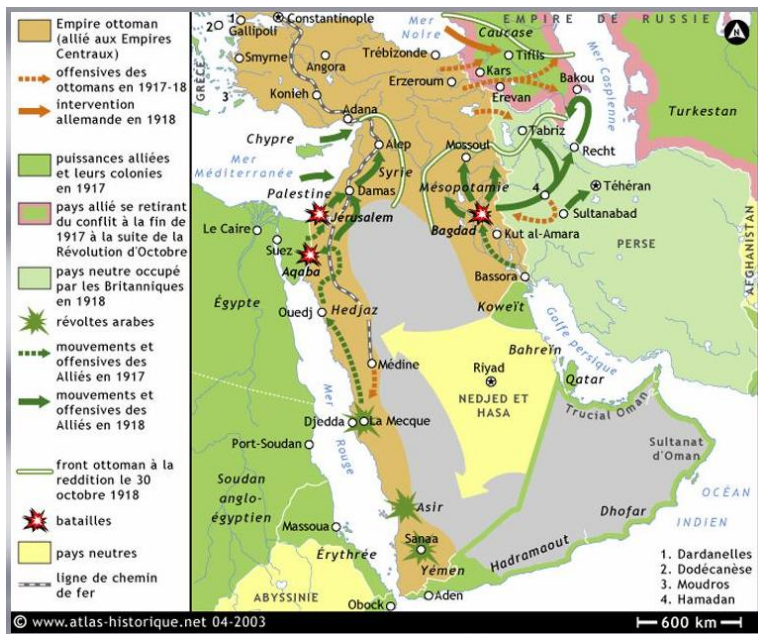 Empire ottoman
(allié aux Empires
Centraux)
offensives des
ottomans en 1917-18
intervention
allemande en 1918
puissances alliées
et leurs colonies
en 1917
pays allié se retirant
du conflit à la fin de
1917 à la suite de la
Révolution d'Octobre
pays neutre occupé
par les Britanniques
en 1918
révoltes arabes
mouvements et
offensives des
Alliés en 1917
mouvements et
offensives des
Alliés en 1918
front ottoman à la
reddition le 30
octobre 1918
batailles
pays neutres
ligne de chemin
de fer
© www.atlas-historique.net 04-2003
1
Constantinople
2
Gallipoli
Mer
Noire
EMPIRE DE RUSSIE
Caucase
N
Smyrne
Angora
Trébizonde
Tiflis
Kars
GRÈCE
3
Konieh
Erzeroum
Erevan
Bakou
Mer Caspienne
Turkestan
Adana
Chypre
Alep
Mossoul
Tabriz
Recht
Mer
Méditerranée
Syrie
Mésopotamie
4
Téhéran
Palestine
Damas
Sultanabad
Jérusalem
Bagdad
Le Caire
Kut al-Amara
PERSE
AFGHANISTAN
Suez
Aqaba
Bassora
Égypte
Hedjaz
Koweït
Ouedj
Golfe persique
Bahreïn
Médine
Riyad
Qatar
NEDJED ET
HASA
Trucial Oman
Djedda
La Mecque
Mer
Rouge
Port-Soudan
Sultanat
d'Oman
Soudan
anglo-
égyptien
Asir
OCÉAN
INDIEN
Massoua
Dhofar
Sanaa
Hadramaout
Érythrée
Yémen
ABYSSINIE
Obock
Aden
1. Dardanelles
2. Dodécanèse
3. Moudros
4. Hamadan
600 km